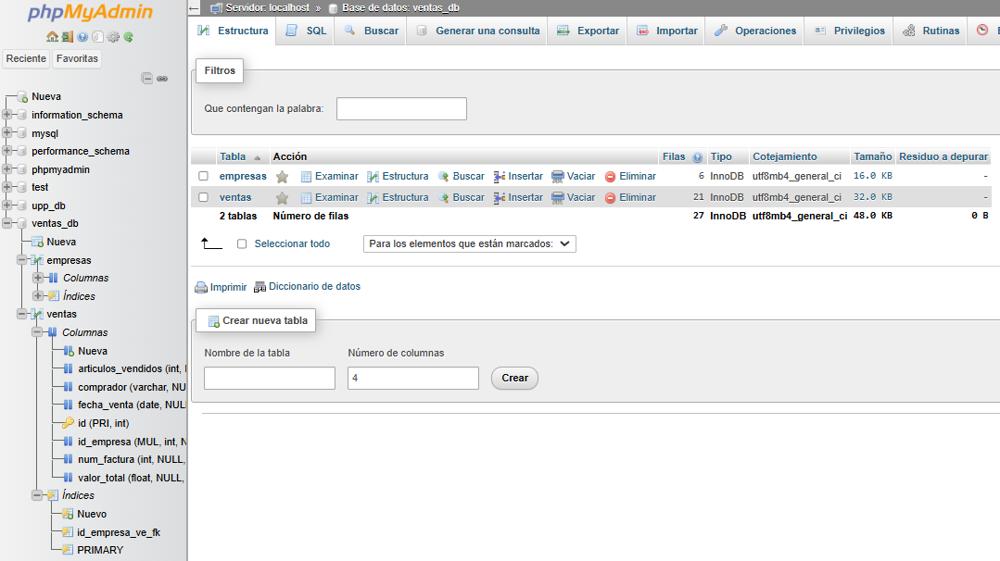 phpMyAdmin
Reciente Favoritas
Nueva
information_schema
mysql
performance_schema
phpmyadmin
test
upp_db
ventas_db
Nueva
empresas
Columnas
Índices
ventas
Columnas
Nueva
articulos_vendidos (int,
comprador (varchar, NU
fecha_venta (date, NUL
id (PRI, int)
id_empresa (MUL, int, N
num_factura (int, NULL,
valor_total (float, NULL,
Índices
Nuevo
id_empresa_ve_fk
PRIMARY
Servidor: localhost » Base de datos: ventas_db
Estructura SQL Buscar Generar una consulta Exportar Importar Operaciones Privilegios Rutinas
Filtros
Que contengan la palabra:
Tabla Acción Filas Tipo Cotejamiento Tamaño Residuo a depurar
empresas Examinar Estructura Buscar Insertar Vaciar Eliminar 6 InnoDB utf8mb4_general_ci 16.0 KB -
ventas Examinar Estructura Buscar Insertar Vaciar Eliminar 21 InnoDB utf8mb4_general_ci 32.0 KB -
2 tablas Número de filas 27 InnoDB utf8mb4_general_ci 48.0 KB 0 B
Seleccionar todo Para los elementos que están marcados:
Imprimir Diccionario de datos
Crear nueva tabla
Nombre de la tabla Número de columnas
4 Crear